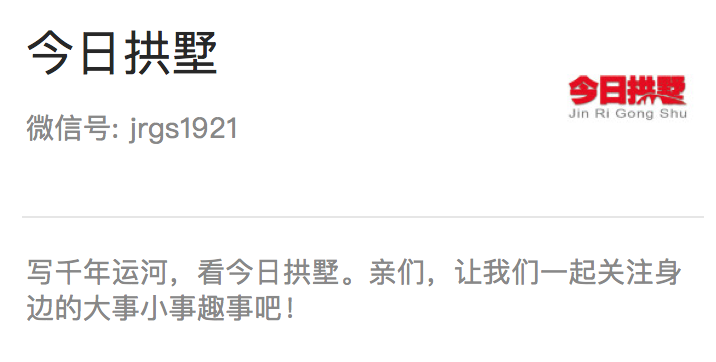 今日拱墅
微信号: jrgs1921
今日拱墅
Jin Ri Gong Shu
写千年运河，看今日拱墅。亲们，让我们一起关注身
边的大事小事趣事吧！